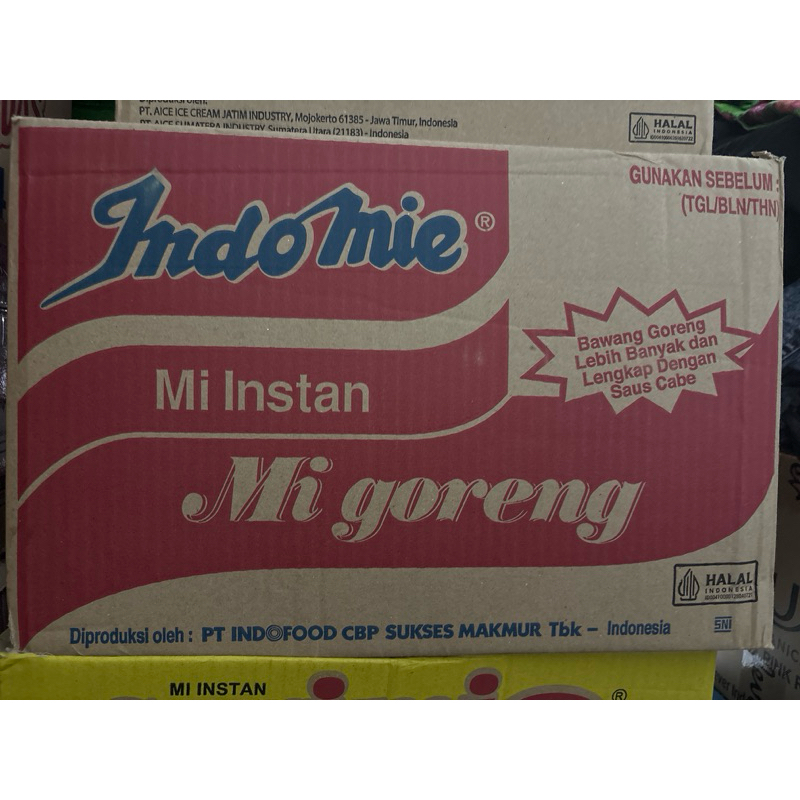 Diproduksi oleh:
PT. AICE ICE CREAM JATIM INDUSTRY, Mojokerto 61385 - Jawa Timur, Indonesia
PT. AICE SUMATERA INDUSTRY, Sumatera Utara (21183) - Indonesia
HALAL
INDONESIA
GUNAKAN SEBELUM :
(TGL/BLN/THN)
Indomie®
Bawang Goreng
Lebih Banyak dan
Lengkap Dengan
Saus Cabe
Mi Instan
Mi goreng
HALAL
INDONESIA
Diproduksi oleh : PT INDOFOOD CBP SUKSES MAKMUR Tbk – Indonesia
SNI
MI INSTAN
®